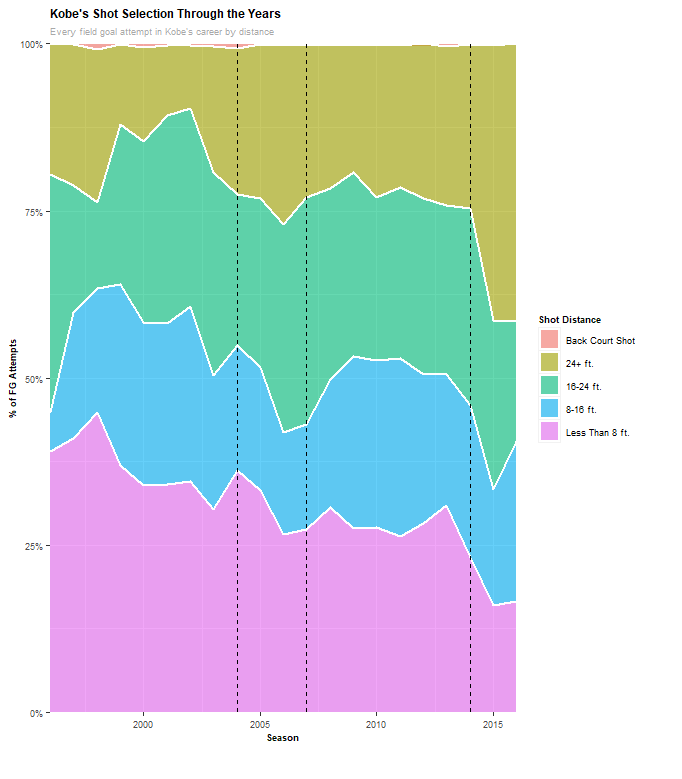 Kobe's Shot Selection Through the Years
Every field goal attempt in Kobe's career by distance
100%
75%
50%
25%
0%
% of FG Attempts
2000
2005
2010
2015
Season
Shot Distance
Back Court Shot
24+ ft.
16-24 ft.
8-16 ft.
Less Than 8 ft.